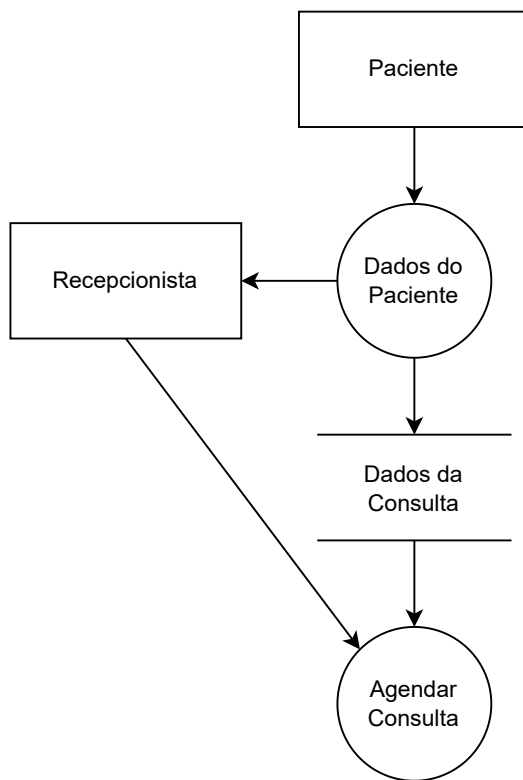 Paciente
Recepcionista
Dados do
Paciente
Dados da
Consulta
Agendar
Consulta